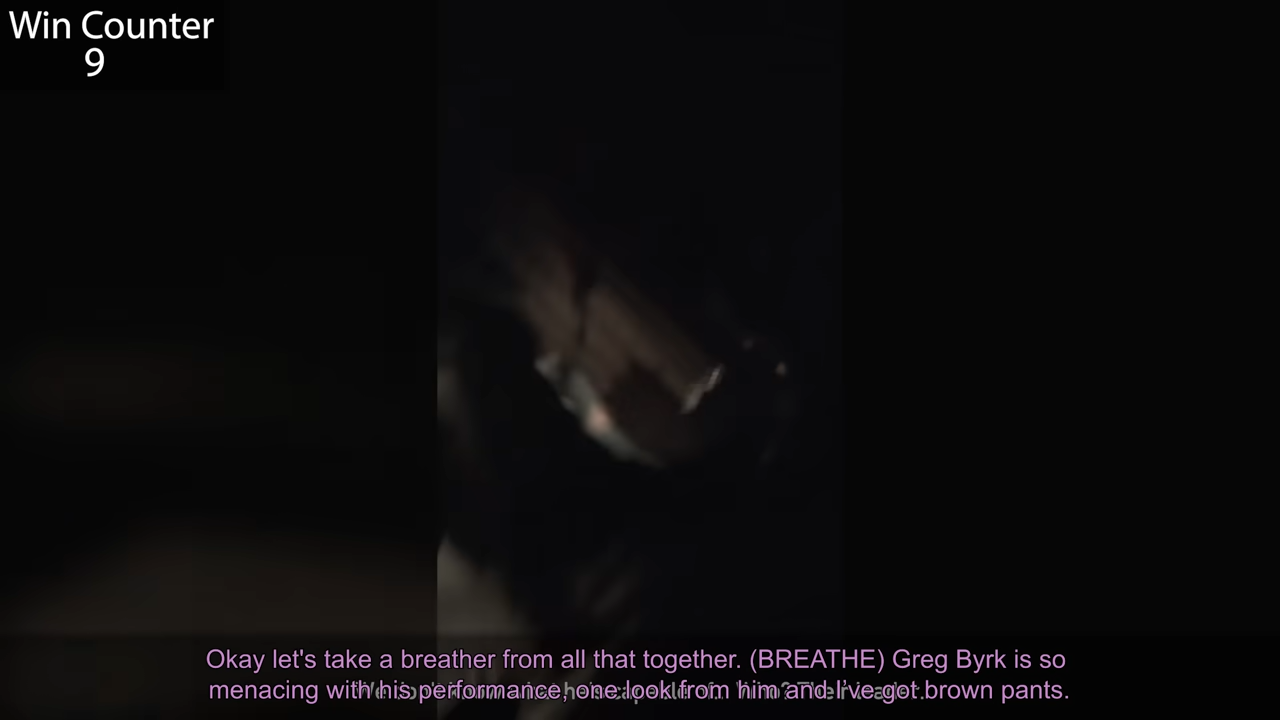 Win Counter
9
Okay let's take a breather from all that together. (BREATHE) Greg Byrk is so
menacing with his performance, one look from him and I've got brown pants.